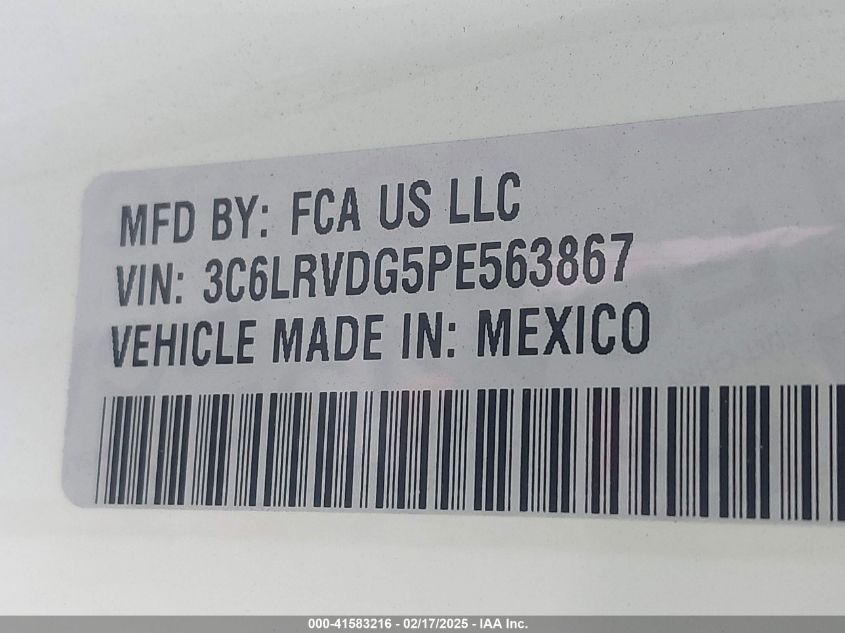 MFD BY: FCA US LLC
VIN: 3C6LRVDG5PE563867
VEHICLE MADE IN: MEXICO
000-41583216 - 02/17/2025 - IAA Inc.